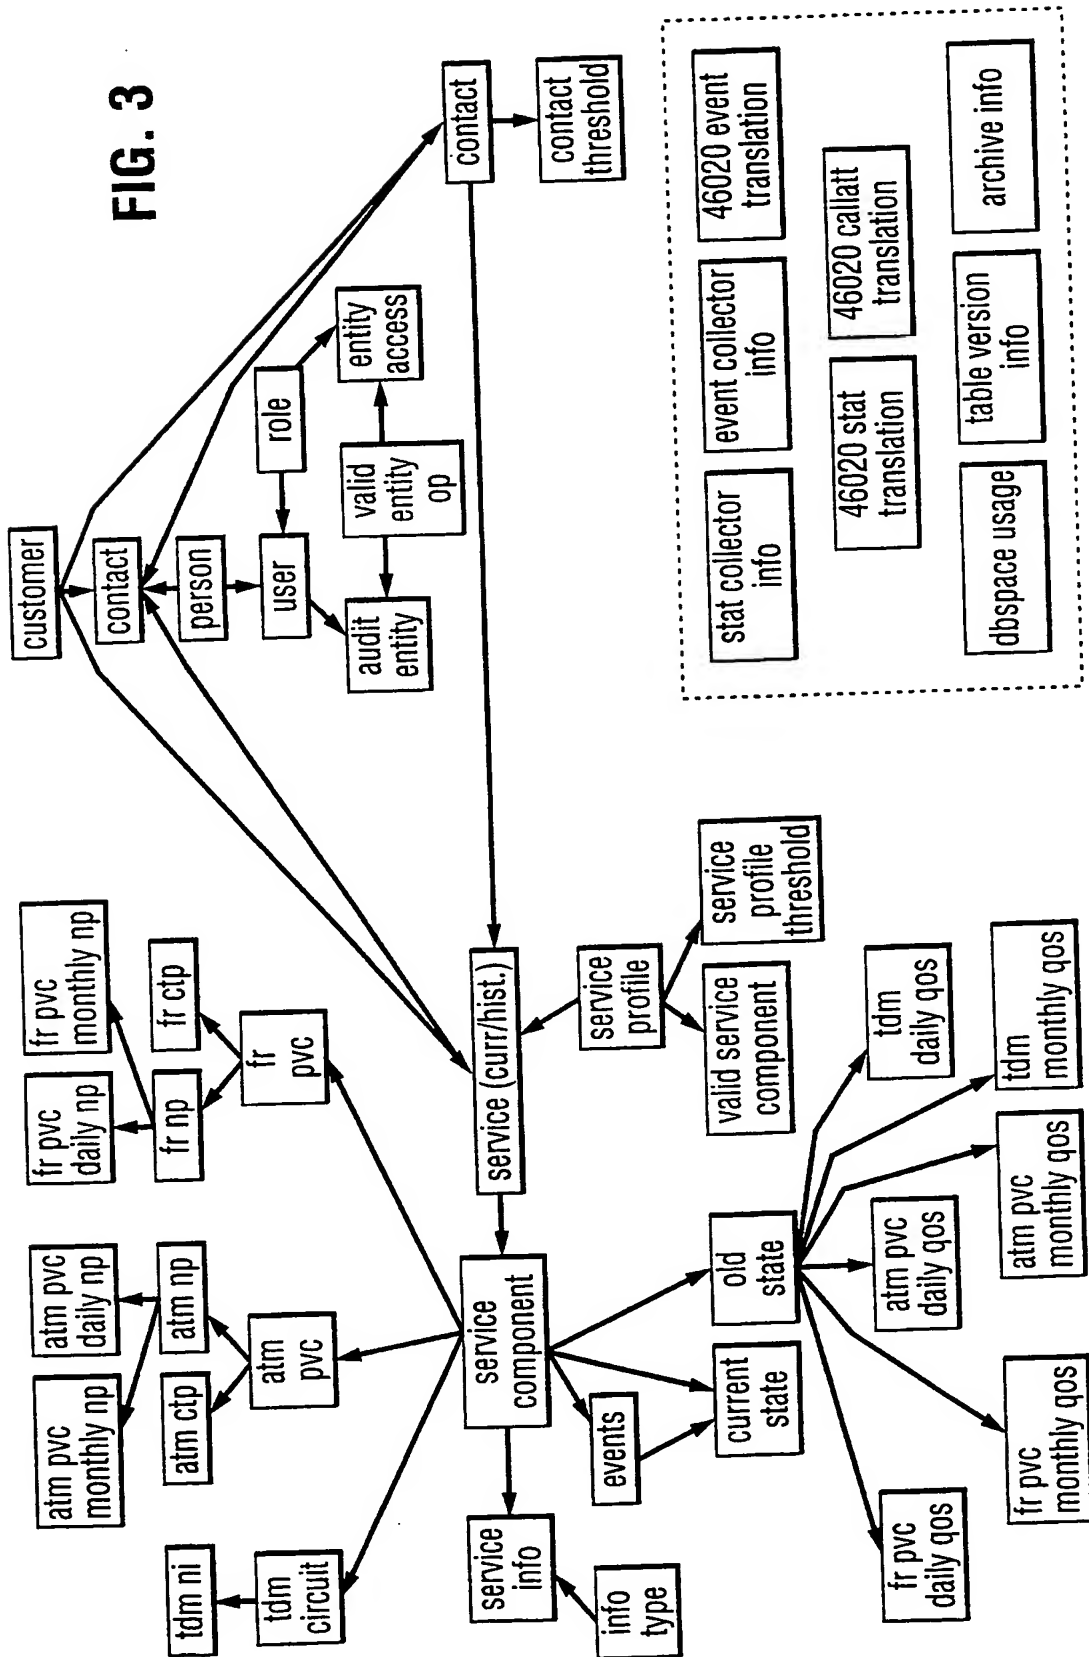 FIG. 3
customer
contact
person
user
role
audit
entity
valid
entity
op
entity
access
contact
contact
threshold
fr pvc
monthly np
fr pvc
daily np
fr ctp
fr np
fr
pvc
atm pvc
daily np
atm pvc
monthly np
atm np
atm ctp
atm
pvc
tdm ni
tdm
circuit
service (curr/hist.)
service
component
service
info
info
type
events
current
state
old
state
service
profile
service
profile
threshold
valid service
component
tdm
daily qos
tdm
monthly qos
atm pvc
monthly qos
atm pvc
daily qos
fr pvc
monthly qos
fr pvc
daily qos
stat collector
info
event collector
info
46020 event
translation
46020 stat
translation
46020 callatt
translation
dbspace usage
table version
info
archive info